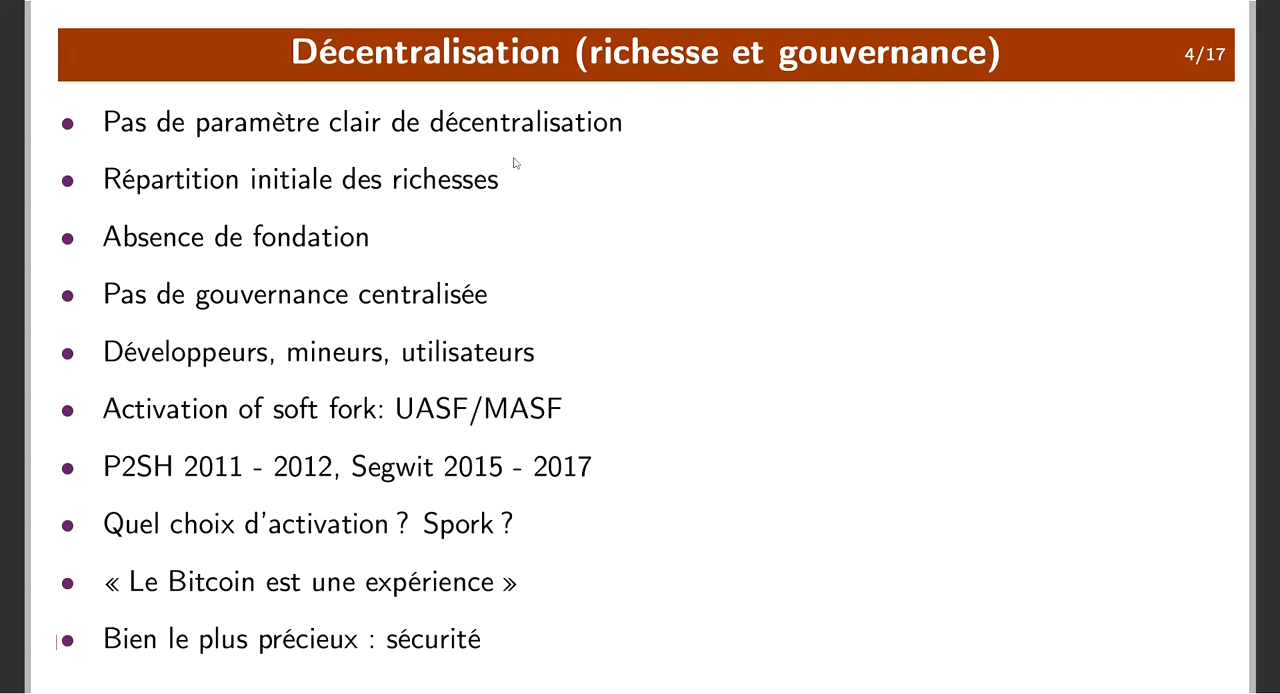 Décentralisation (richesse et gouvernance)
4/17
• Pas de paramètre clair de décentralisation
• Répartition initiale des richesses
• Absence de fondation
• Pas de gouvernance centralisée
• Développeurs, mineurs, utilisateurs
• Activation of soft fork: UASF/MASF
• P2SH 2011 - 2012, Segwit 2015 - 2017
• Quel choix d'activation ? Spork ?
• « Le Bitcoin est une expérience »
• Bien le plus précieux : sécurité